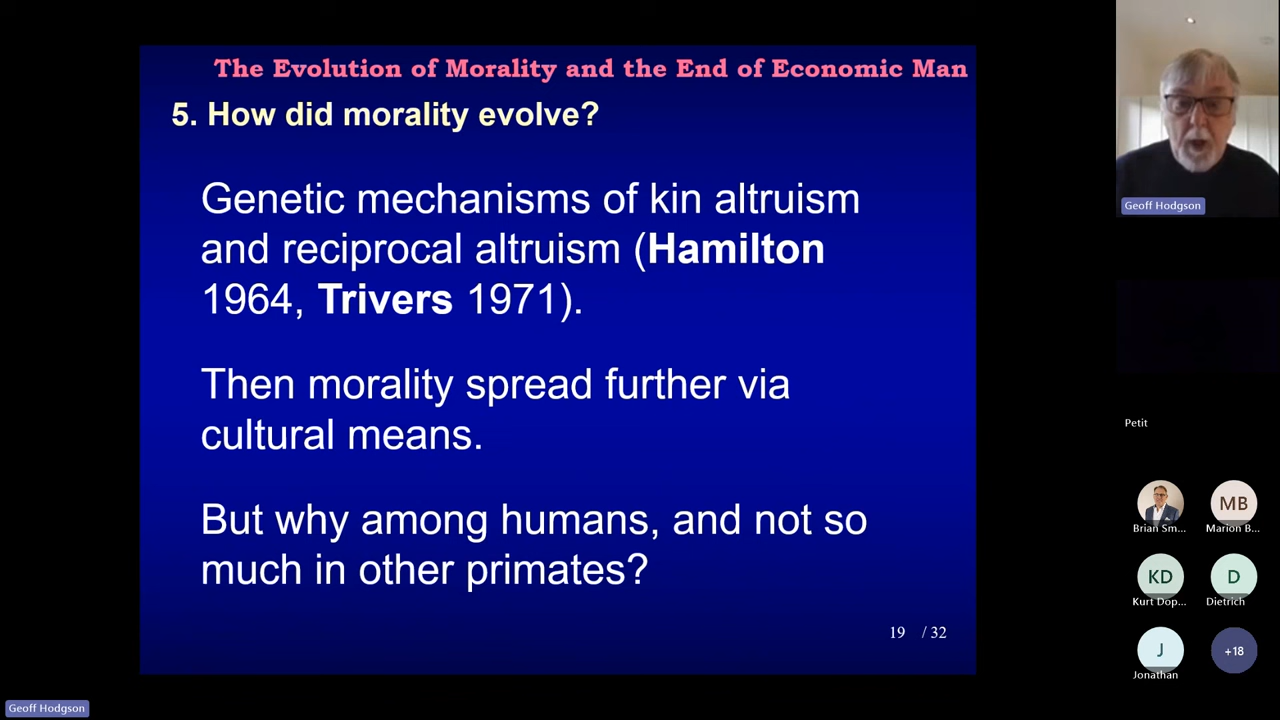 The Evolution of Morality and the End of Economic Man
5. How did morality evolve?
Genetic mechanisms of kin altruism
and reciprocal altruism (Hamilton
1964, Trivers 1971).
Then morality spread further via
cultural means.
But why among humans, and not so
much in other primates?
19 / 32
Geoff Hodgson
Petit
Brian Sm...
MB
Marion B...
KD
Kurt Dop...
D
Dietrich
J
Jonathan
+18
Geoff Hodgson